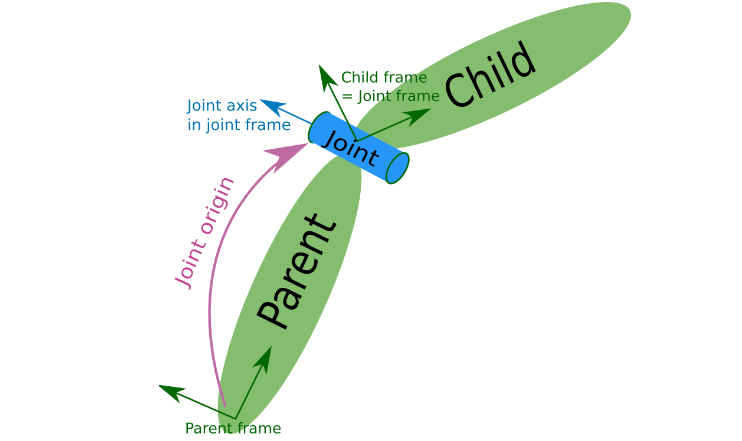 Child
Child frame
= Joint frame
Joint axis
in joint frame
Joint
Joint origin
Parent
Parent frame